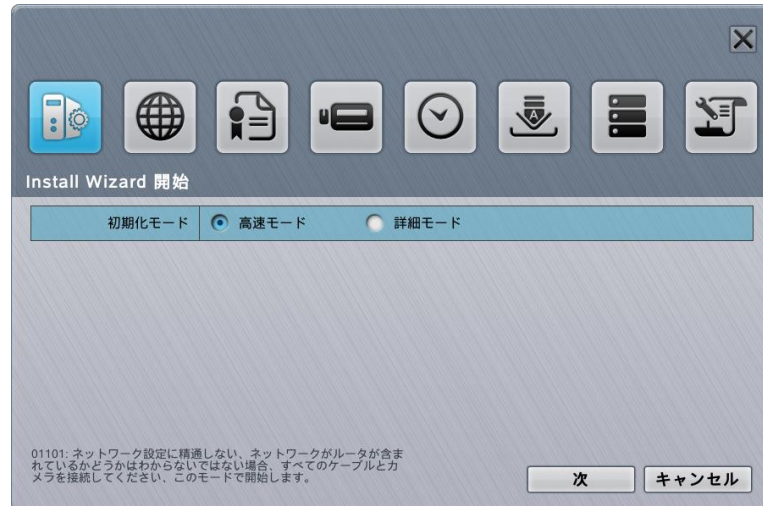 Install Wizard 開始
初期化モード 高速モード 詳細モード
01101: ネットワーク設定に精通しない、ネットワークがルータが含ま
れているかどうかはわからないではない場合、すべてのケーブルとカ
メラを接続してください、このモードで開始します。
次 キャンセル